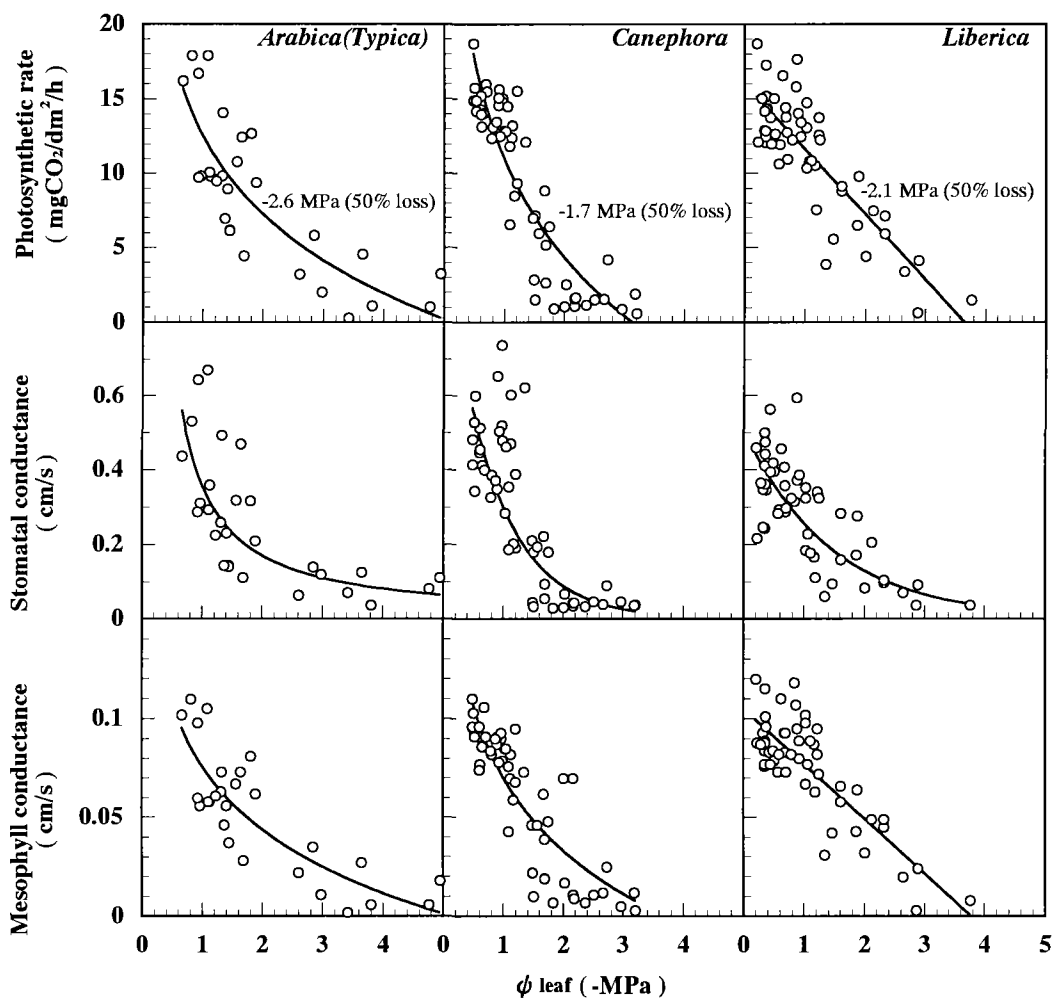 Arabica(Typica)
Canephora
Liberica
Photosynthetic rate
( mgCO₂/dm²/h )
20
15
10
5
0
-2.6 MPa (50% loss)
-1.7 MPa (50% loss)
-2.1 MPa (50% loss)
Stomatal conductance
( cm/s )
0.6
0.4
0.2
0
Mesophyll conductance
( cm/s )
0.1
0.05
0
0 1 2 3 4 0 1 2 3 4 0 1 2 3 4 5
ψ leaf ( -MPa )